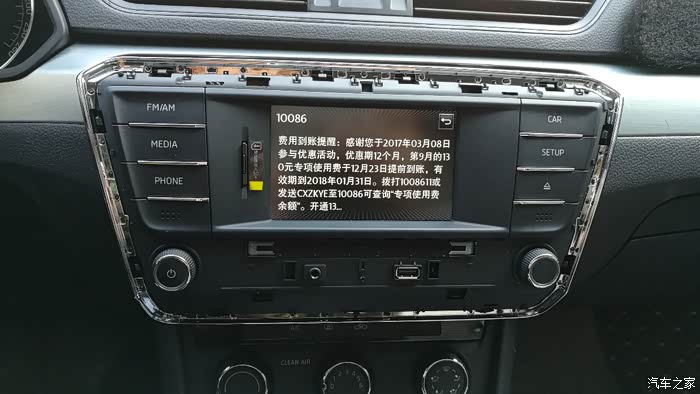 10086
FM/AM
MEDIA
PHONE
费用到账提醒：感谢您于2017年03月08日
参与优惠活动，优惠期12个月，第9月的13
0元专项使用费于12月23日提前到账，有
效期到2018年01月31日。拨打1008611或
发送CXZKYE至10086可查询“专项使用费
余额”。开通13...
CAR
SETUP
A/C
CLEAN AIR
汽车之家